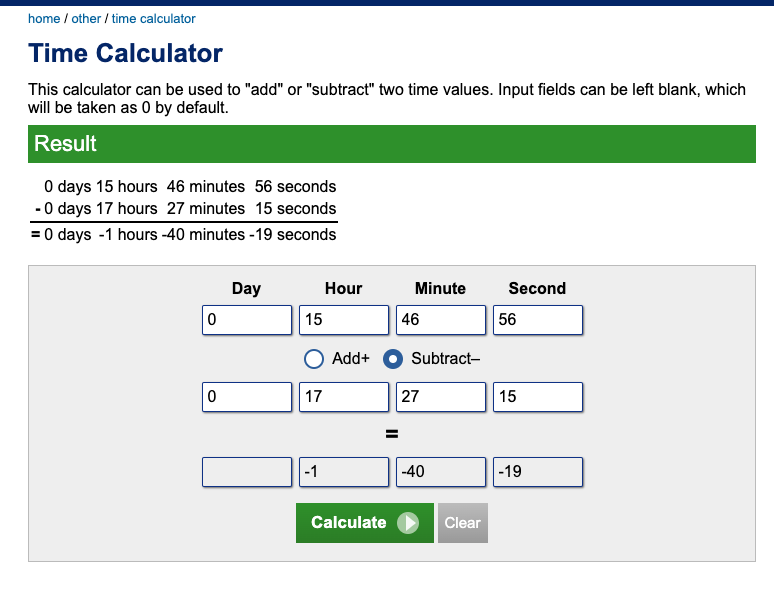 home / other / time calculator
Time Calculator
This calculator can be used to "add" or "subtract" two time values. Input fields can be left blank, which
will be taken as 0 by default.
Result
0 days 15 hours 46 minutes 56 seconds
- 0 days 17 hours 27 minutes 15 seconds
= 0 days -1 hours -40 minutes -19 seconds
Day Hour Minute Second
0 15 46 56
Add+ Subtract–
0 17 27 15
=
-1 -40 -19
Calculate Clear